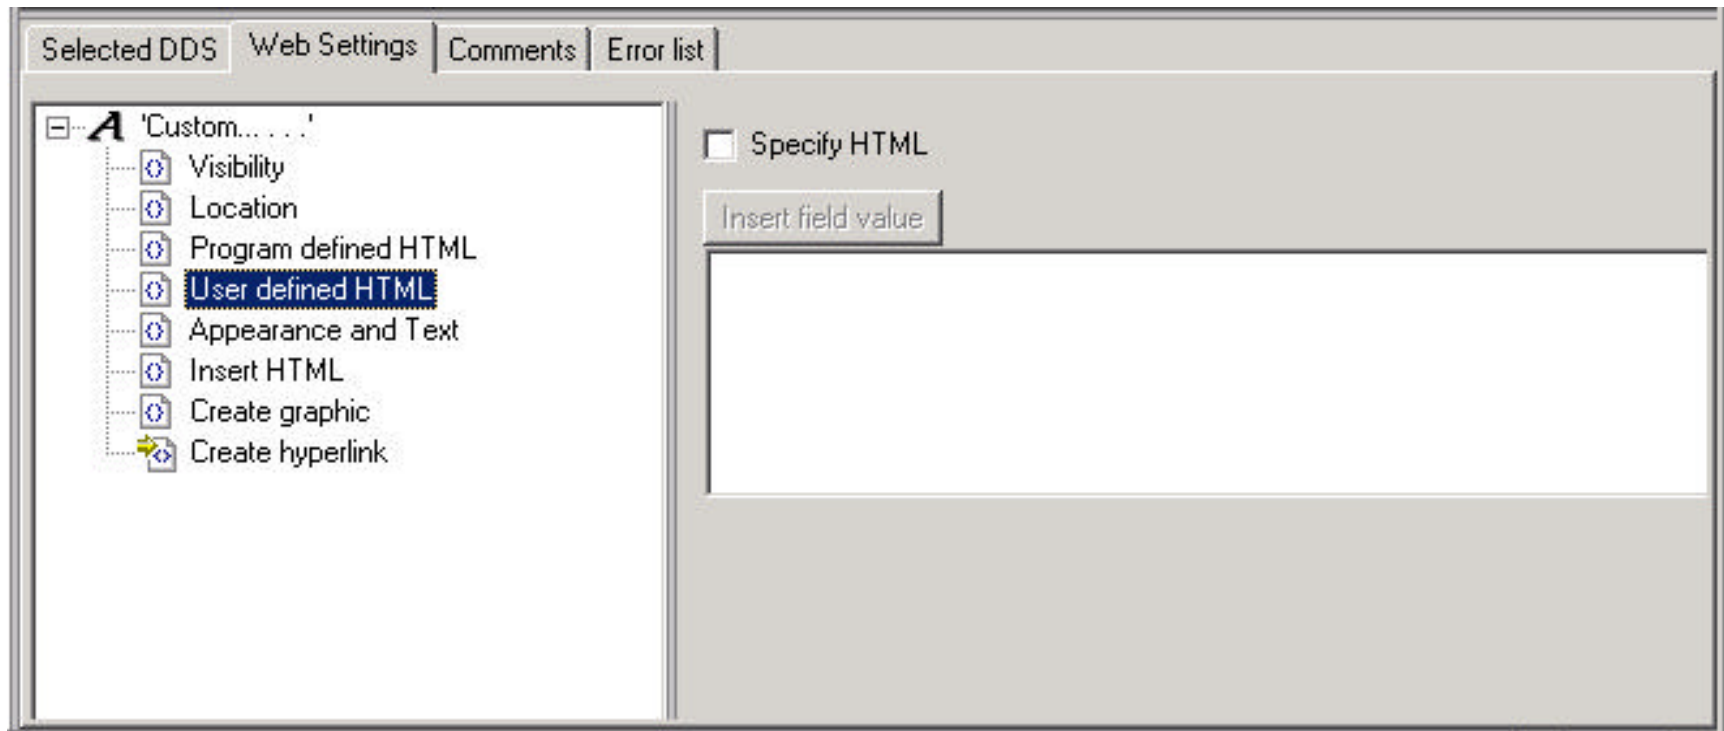 Selected DDS Web Settings Comments Error list
'Custom... . . .'
Visibility
Location
Program defined HTML
User defined HTML
Appearance and Text
Insert HTML
Create graphic
Create hyperlink
Specify HTML
Insert field value